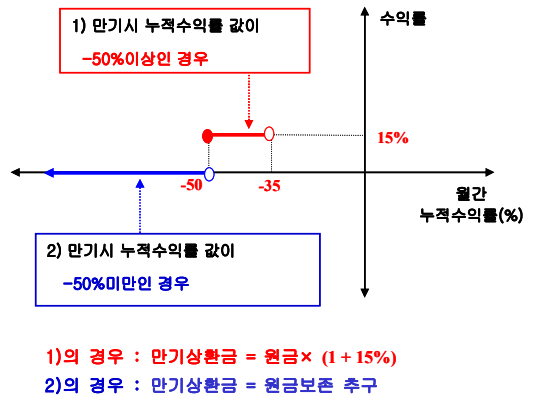 1) 만기시 누적수익률 값이
-50%이상인 경우
수익률
15%
-50
-35
월간
누적수익률(%)
2) 만기시 누적수익률 값이
-50%미만인 경우
1)의 경우 : 만기상환금 = 원금× (1 + 15%)
2)의 경우 : 만기상환금 = 원금보존 추구